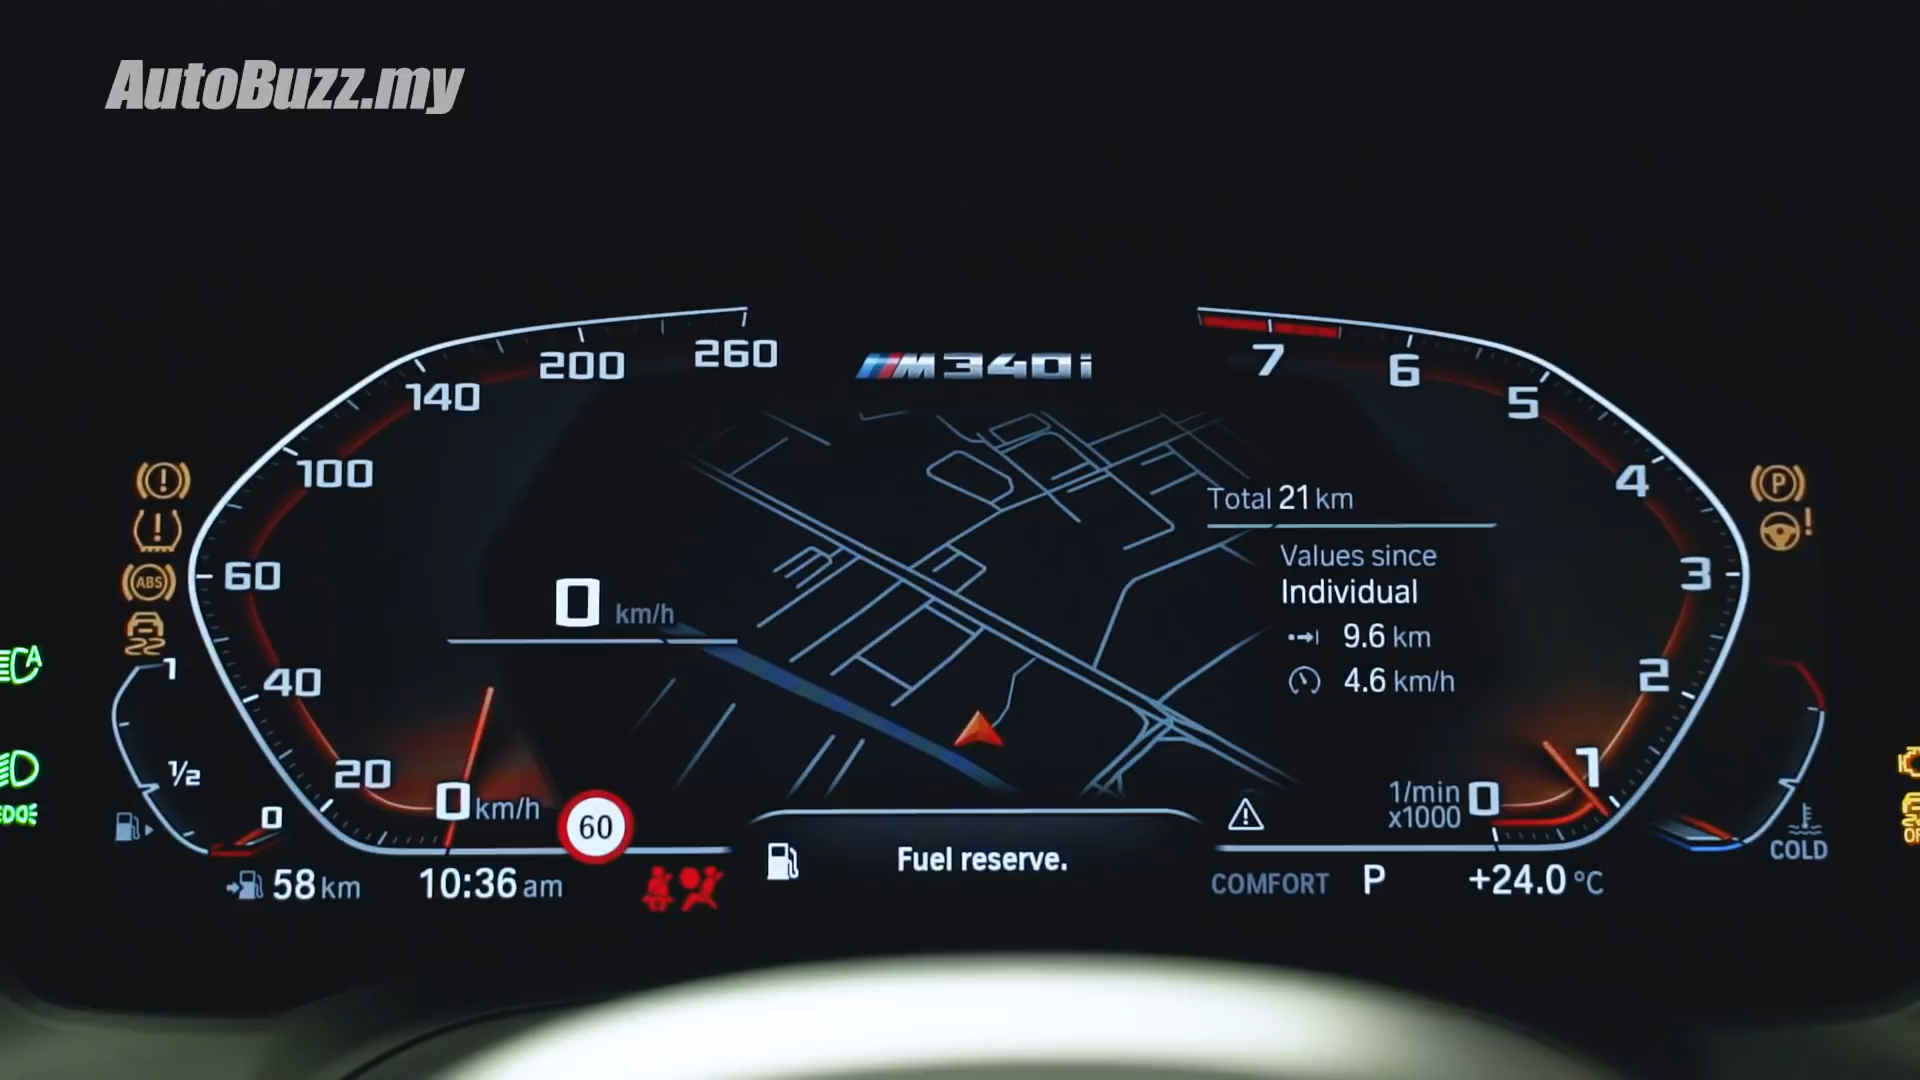 AutoBuzz.my
M340i
260
200
140
100
60
40
20
0 km/h
7
6
5
4
3
2
1
0
1/min
x1000
Total 21 km
Values since
Individual
9.6 km
4.6 km/h
0 km/h
ABS
P
!
!
!
A
1
1/2
0
60
Fuel reserve.
COLD
58 km
10:36 am
COMFORT P
+24.0 °C